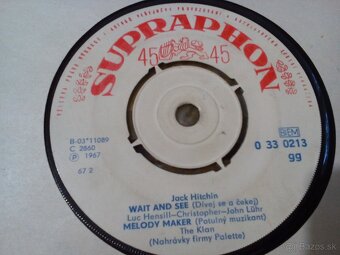 SUPRAPHON
45 45
B-03*11089
C 2860
Ⓟ 1967
67 2
SEM
0 33 0213
gg
Jack Hitchin
WAIT AND SEE (Dívej se a čekej)
Luc Hensill—Christopher—John Lühr
MELODY MAKER (Potulný muzikant)
The Klan
(Nahrávky firmy Palette)